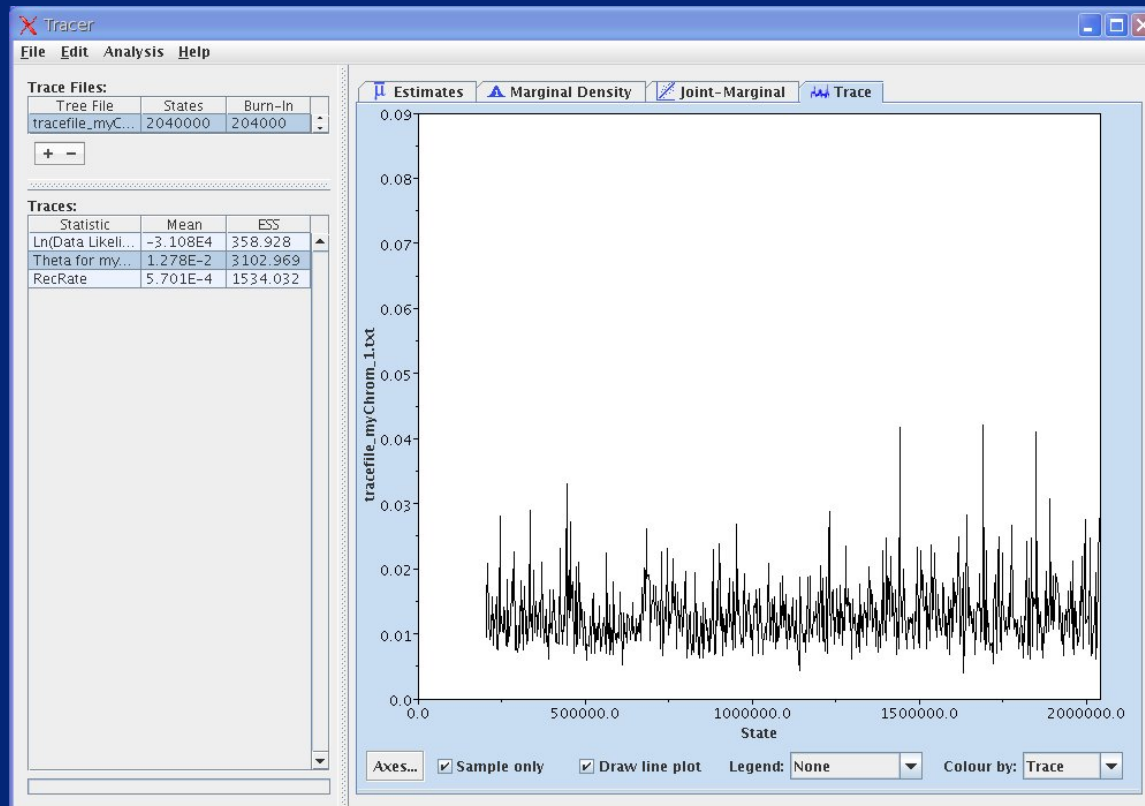 Tracer
File Edit Analysis Help
Trace Files:
Tree File States Burn-In
tracefile_myC... 2040000 204000
+ -
Traces:
Statistic Mean ESS
Ln(Data Likeli... -3.108E4 358.928
Theta for my... 1.278E-2 3102.969
RecRate 5.701E-4 1534.032
Estimates Marginal Density Joint-Marginal Trace
tracefile_myChrom_1.txt
0.09
0.08
0.07
0.06
0.05
0.04
0.03
0.02
0.01
0.0
0.0 500000.0 1000000.0 1500000.0 2000000.0
State
Axes... Sample only Draw line plot Legend: None Colour by: Trace